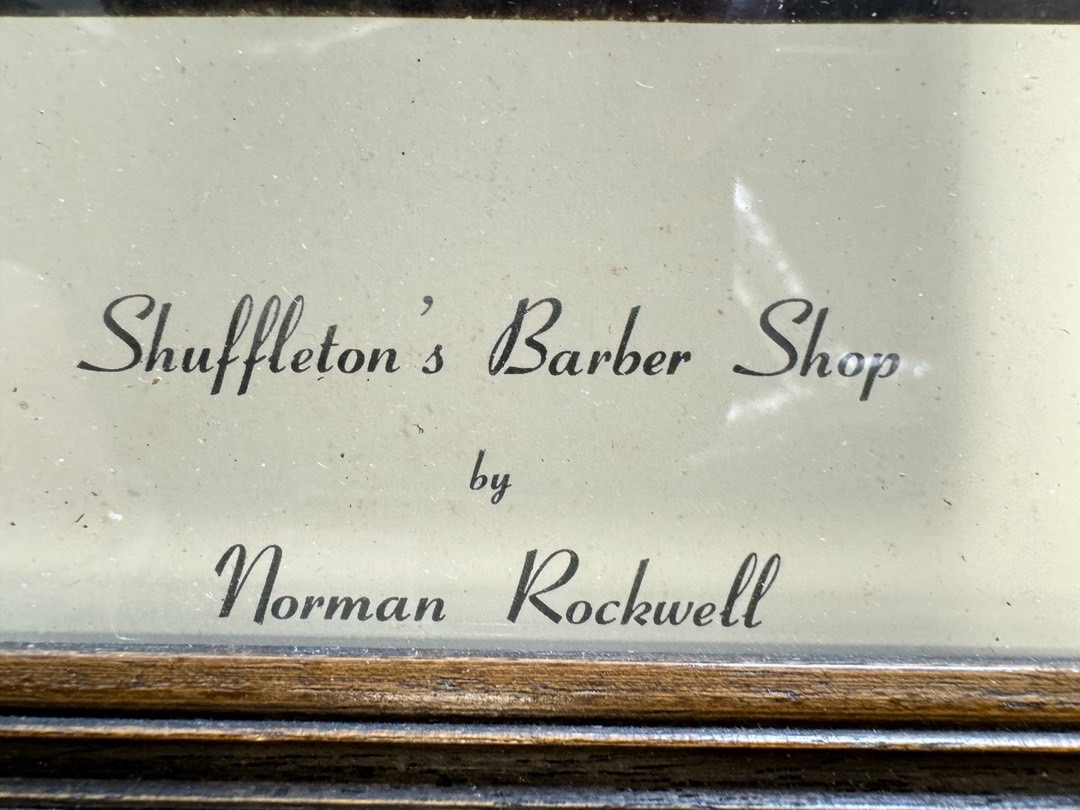 Shuffleton's Barber Shop
by
Norman Rockwell